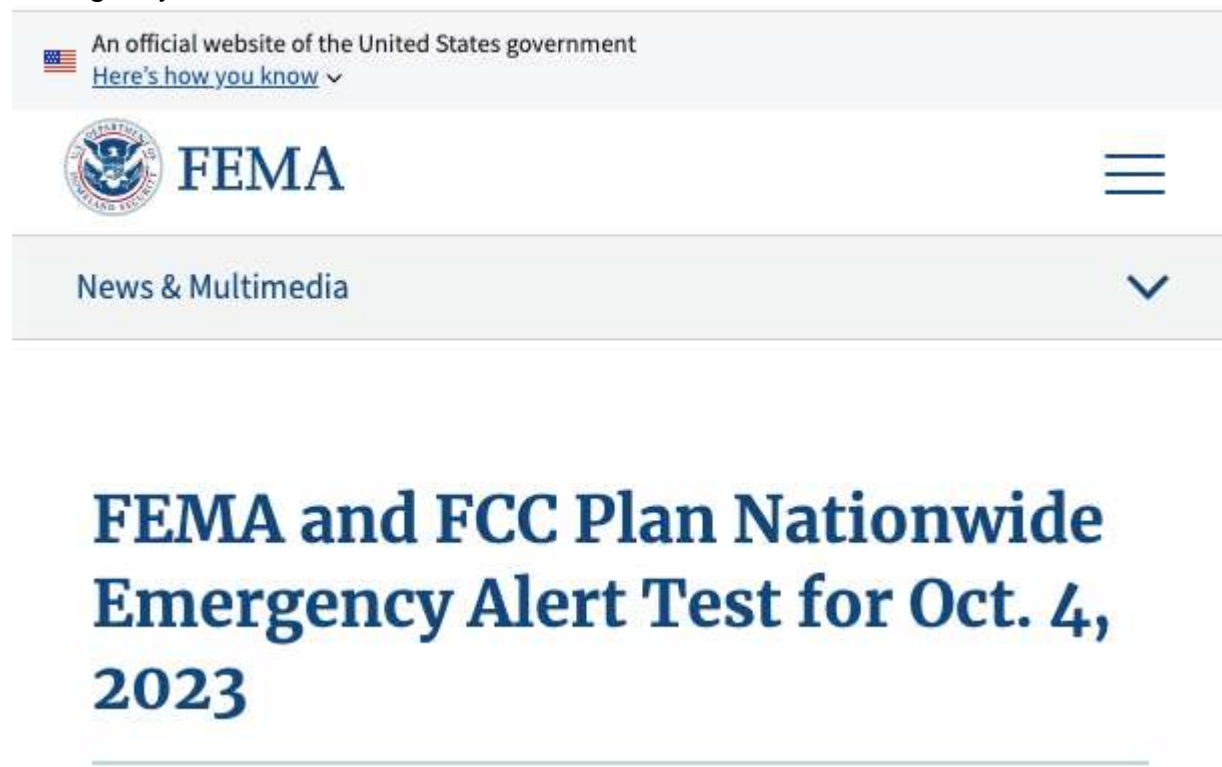 An official website of the United States government
Here's how you know
FEMA
News & Multimedia
FEMA and FCC Plan Nationwide
Emergency Alert Test for Oct. 4,
2023